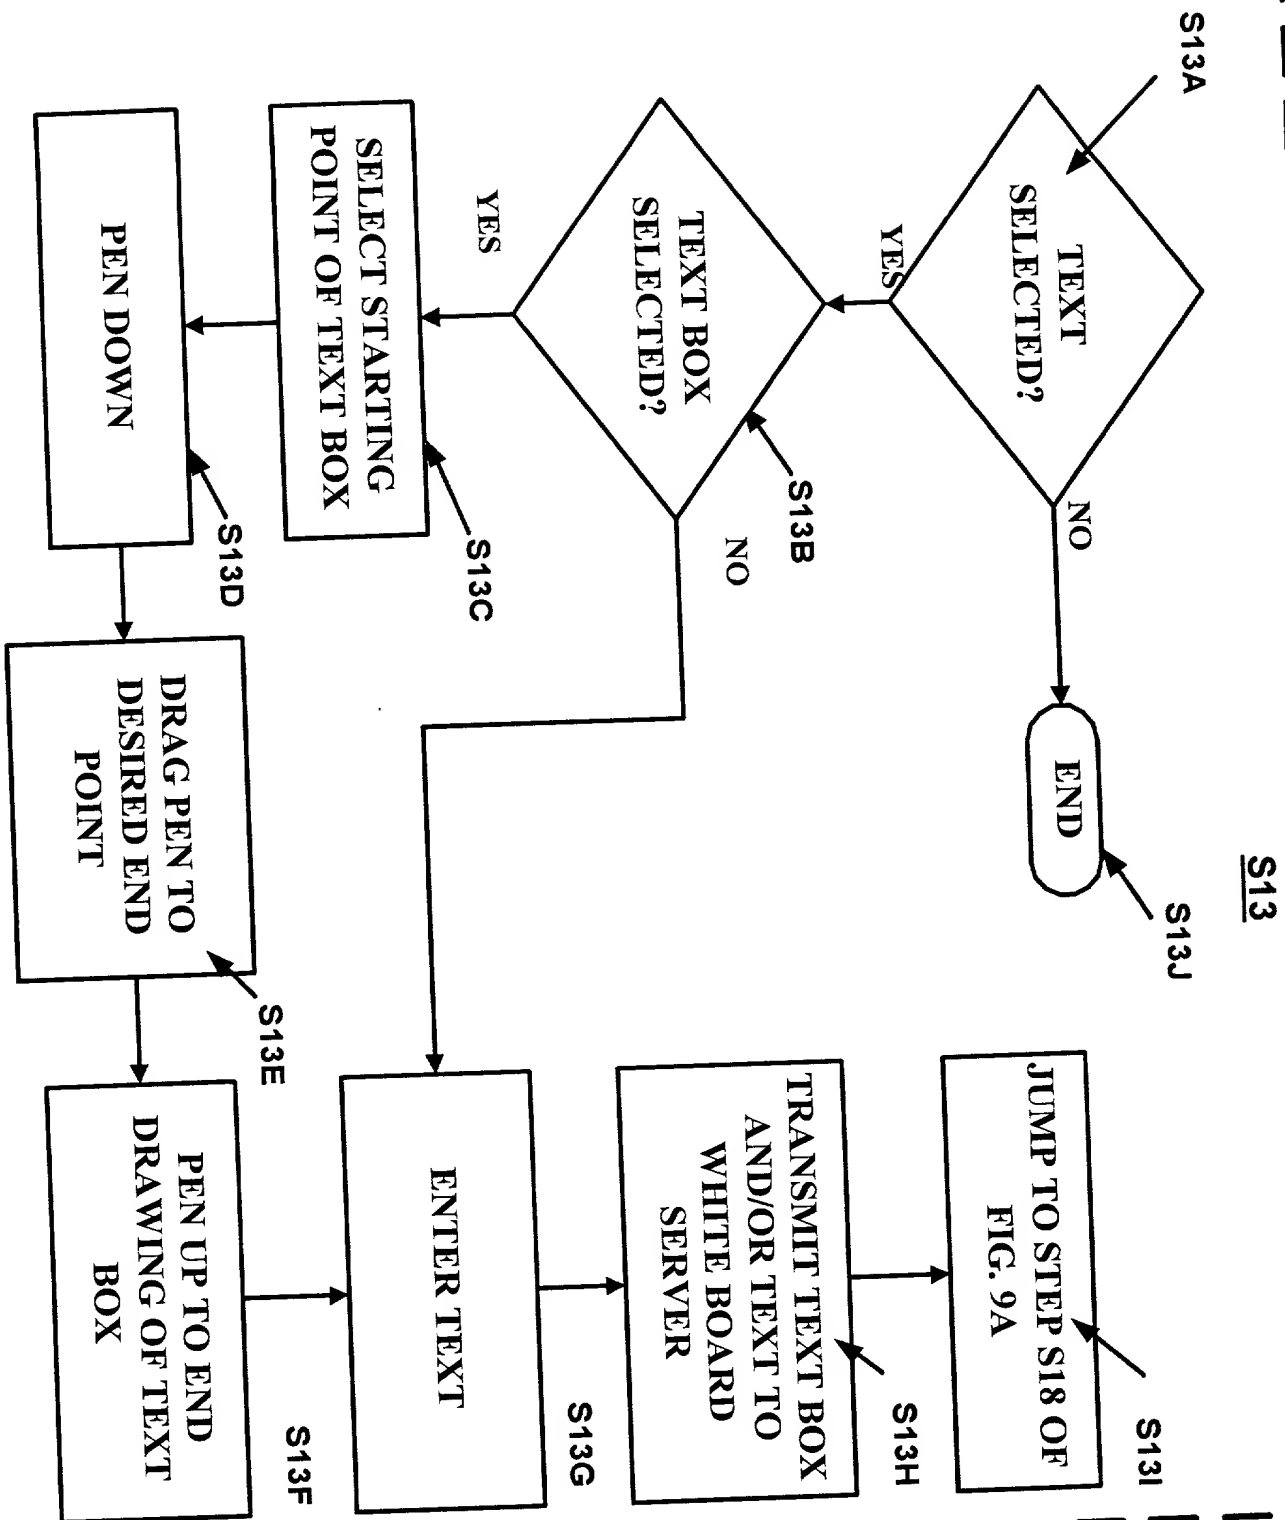 S13
S13A
TEXT
SELECTED?
YES
NO
END
S13J
TEXT BOX
SELECTED?
S13B
YES
NO
SELECT STARTING
POINT OF TEXT BOX
S13C
PEN DOWN
S13D
DRAG PEN TO
DESIRED END
POINT
S13E
PEN UP TO END
DRAWING OF TEXT
BOX
S13F
ENTER TEXT
S13G
TRANSMIT TEXT BOX
AND/OR TEXT TO
WHITE BOARD
SERVER
S13H
JUMP TO STEP S18 OF
FIG. 9A
S13I